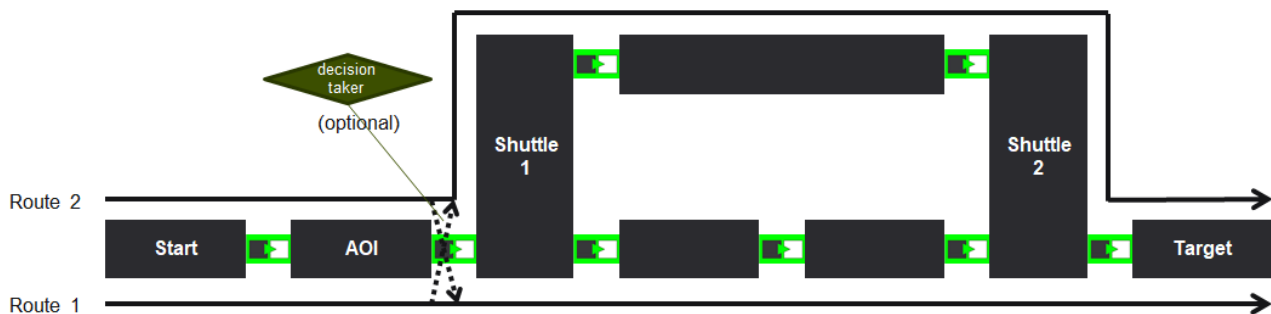 decision
taker
(optional)
Shuttle
1
Shuttle
2
Route 2
Start
AOI
Target
Route 1